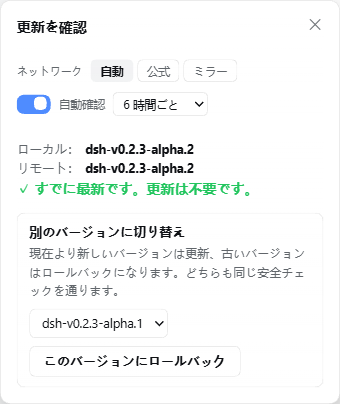 更新を確認
ネットワーク 自動 公式 ミラー
自動確認 6 時間ごと
ローカル: dsh-v0.2.3-alpha.2
リモート: dsh-v0.2.3-alpha.2
✓ すでに最新です。更新は不要です。
別のバージョンに切り替え
現在より新しいバージョンは更新、古いバージョン
はロールバックになります。どちらも同じ安全チェ
ックを通ります。
dsh-v0.2.3-alpha.1
このバージョンにロールバック